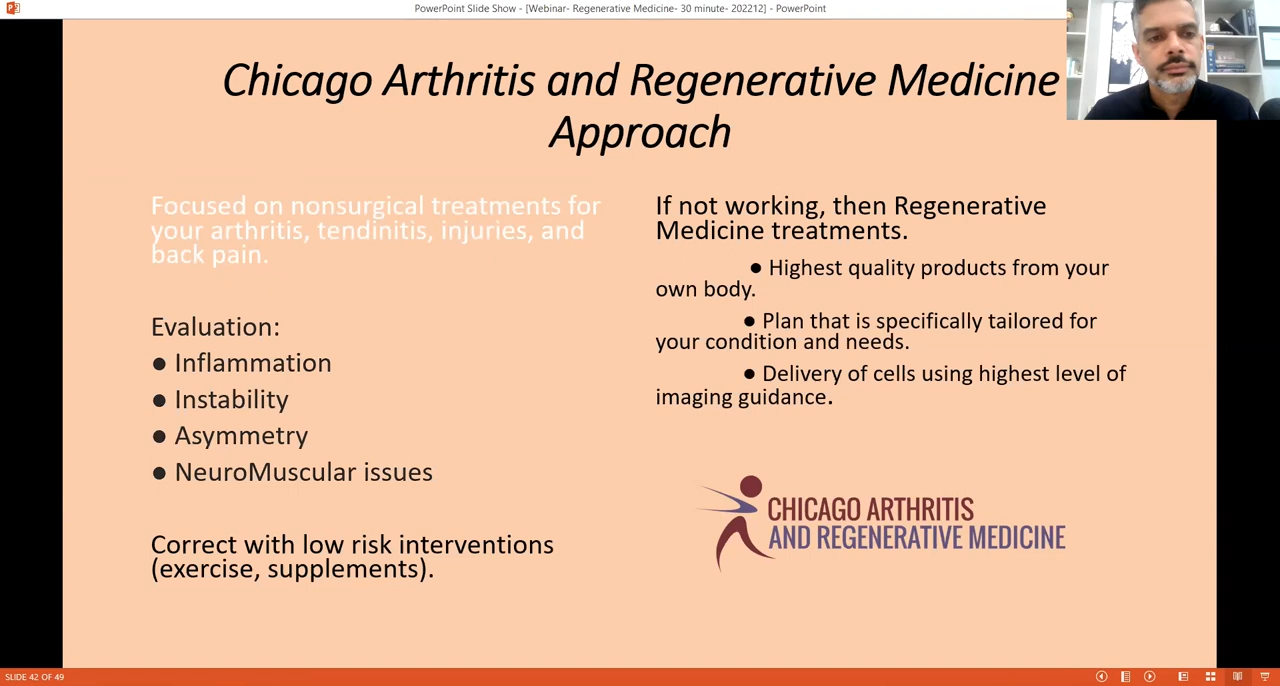 PowerPoint Slide Show - [Webinar- Regenerative Medicine- 30 minute- 202212] - PowerPoint
Chicago Arthritis and Regenerative Medicine
Approach
Focused on nonsurgical treatments for
your arthritis, tendinitis, injuries, and
back pain.
Evaluation:
● Inflammation
● Instability
● Asymmetry
● NeuroMuscular issues
Correct with low risk interventions
(exercise, supplements).
If not working, then Regenerative
Medicine treatments.
● Highest quality products from your
own body.
● Plan that is specifically tailored for
your condition and needs.
● Delivery of cells using highest level of
imaging guidance.
CHICAGO ARTHRITIS
AND REGENERATIVE MEDICINE
SLIDE 42 OF 49